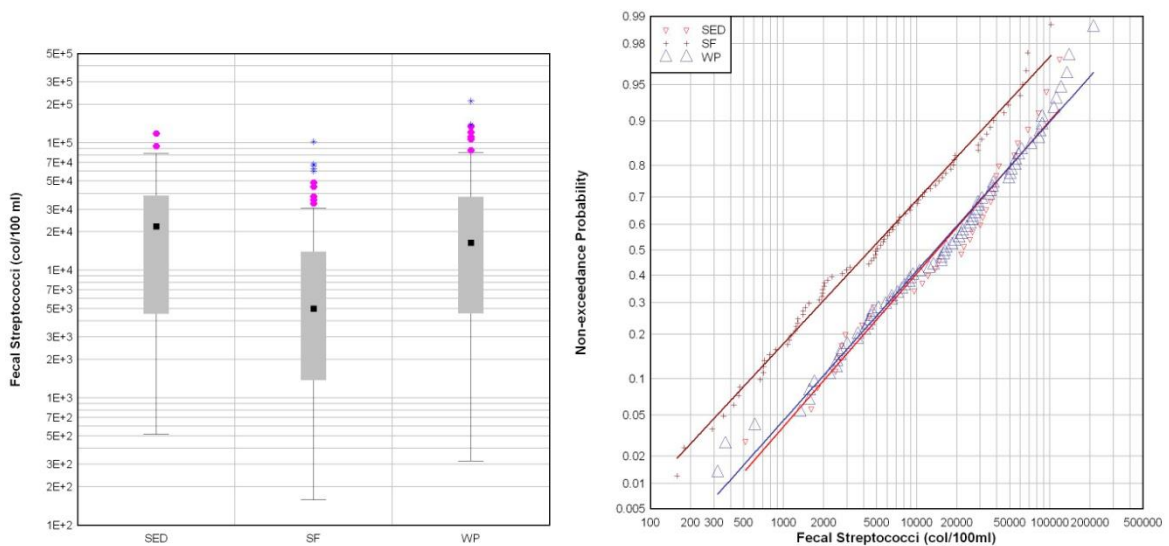 5E+5
3E+5
2E+5
1E+5
7E+4
5E+4
3E+4
2E+4
1E+4
7E+3
5E+3
3E+3
2E+3
1E+3
7E+2
5E+2
3E+2
2E+2
1E+2
Fecal Streptococci (col/100 ml)
SED SF WP
0.99
0.98
0.95
0.9
0.8
0.7
0.6
0.5
0.4
0.3
0.2
0.1
0.05
0.02
0.01
0.005
Non-exceedance Probability
SED
SF
WP
100 200 300 500 1000 2000 5000 10000 20000 50000 100000 200000 500000
Fecal Streptococci (col/100ml)